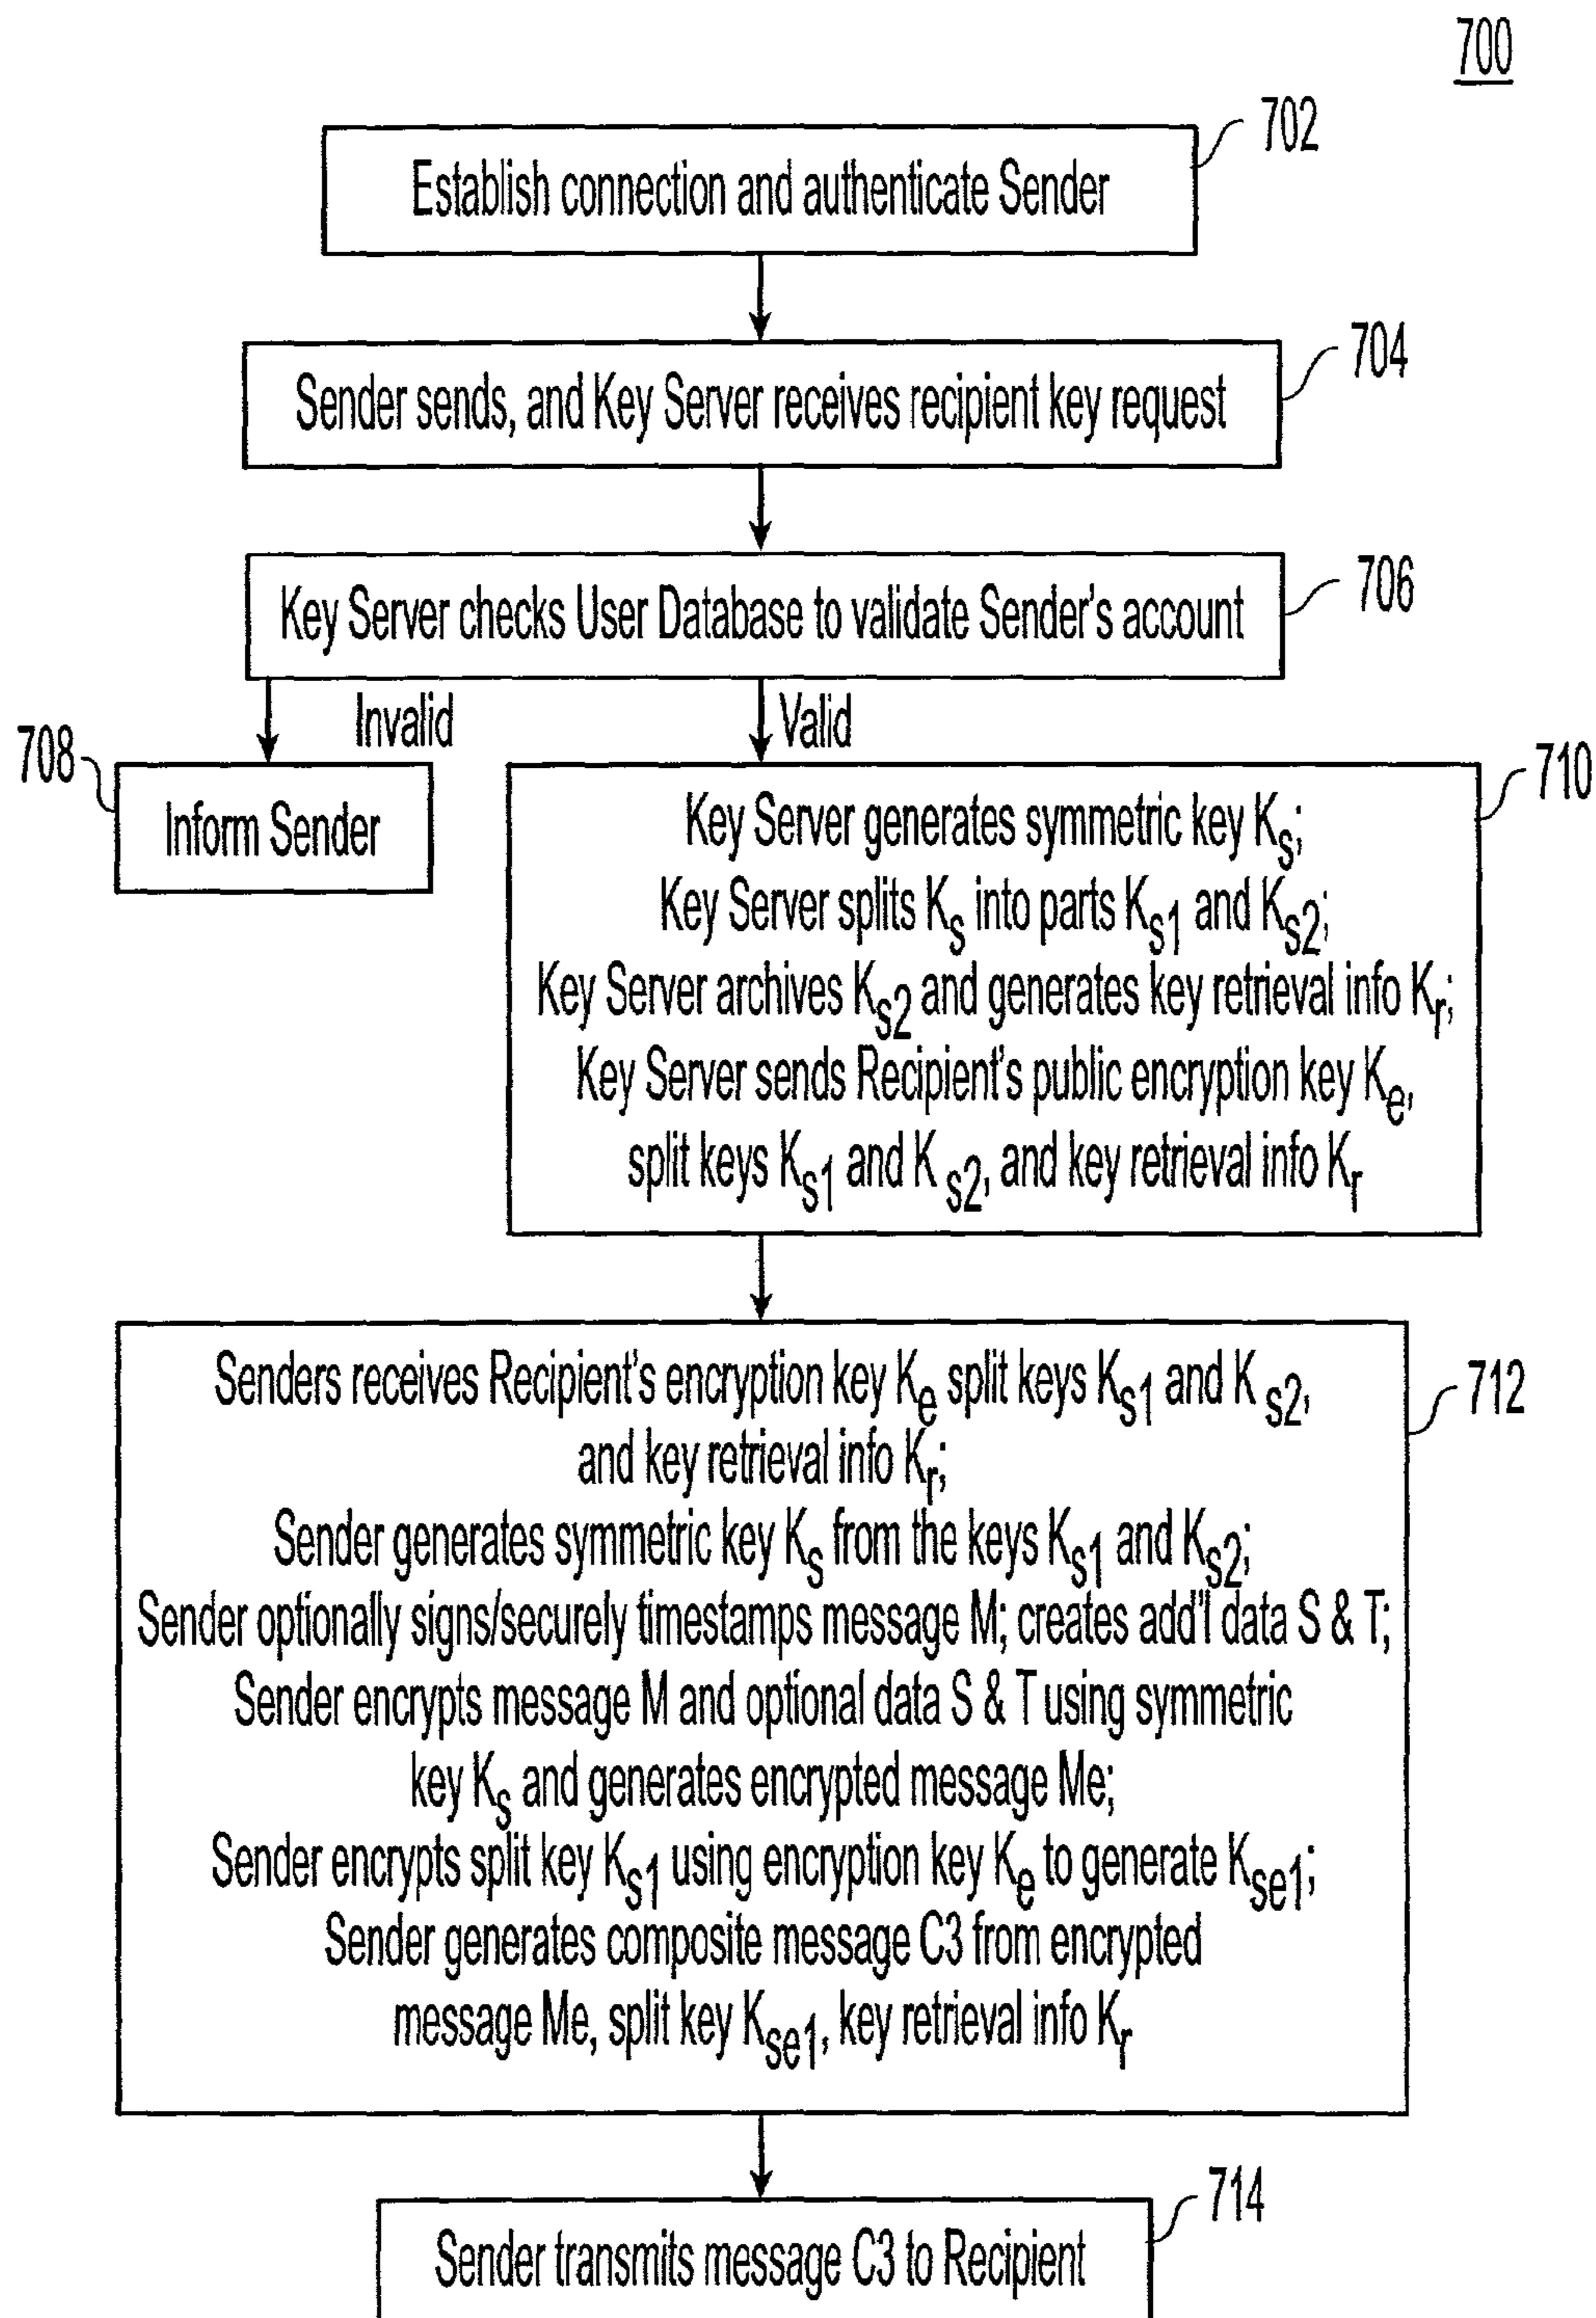 700
702
Establish connection and authenticate Sender
704
Sender sends, and Key Server receives recipient key request
706
Key Server checks User Database to validate Sender's account
Invalid
Valid
708
Inform Sender
710
Key Server generates symmetric key Ks;
Key Server splits Ks into parts Ks1 and Ks2;
Key Server archives Ks2 and generates key retrieval info Kr;
Key Server sends Recipient's public encryption key Ke,
split keys Ks1 and K s2, and key retrieval info Kr
712
Senders receives Recipient's encryption key Ke split keys Ks1 and K s2,
and key retrieval info Kr;
Sender generates symmetric key Ks from the keys Ks1 and Ks2;
Sender optionally signs/securely timestamps message M; creates add'l data S & T;
Sender encrypts message M and optional data S & T using symmetric
key Ks and generates encrypted message Me;
Sender encrypts split key Ks1 using encryption key Ke to generate Kse1;
Sender generates composite message C3 from encrypted
message Me, split key Kse1, key retrieval info Kr
714
Sender transmits message C3 to Recipient